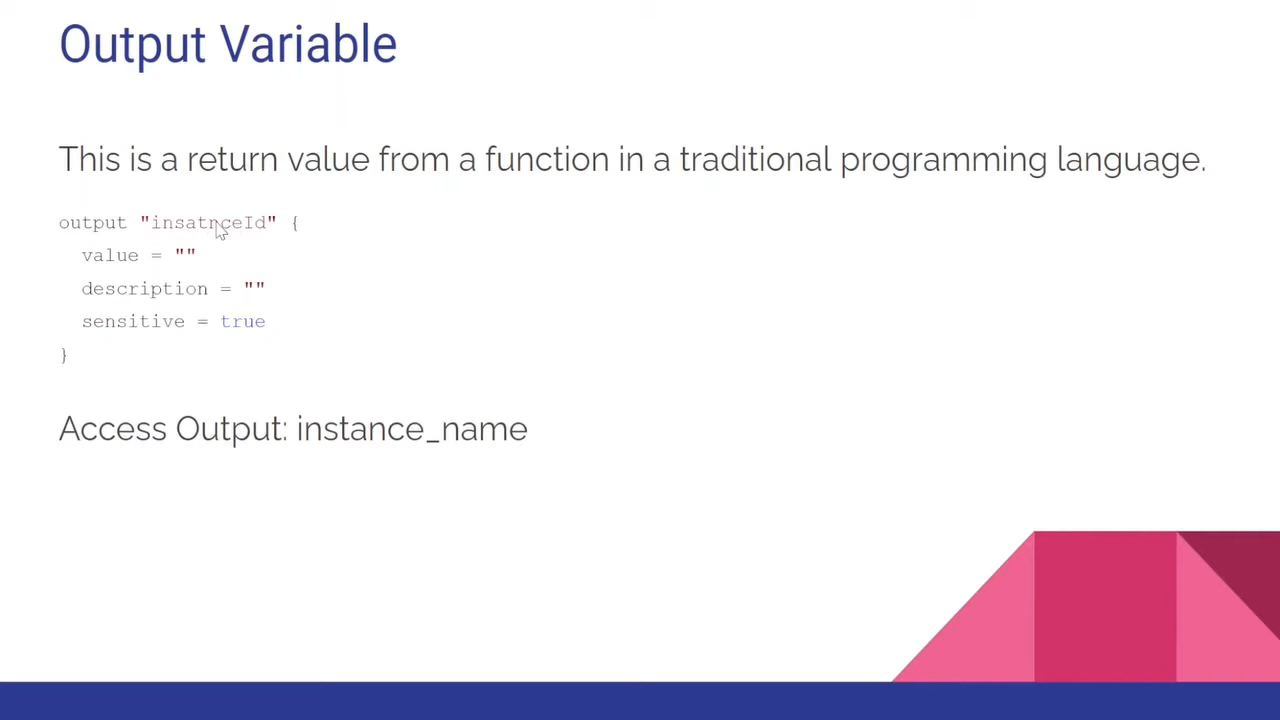 Output Variable
This is a return value from a function in a traditional programming language.
output "insatnceId" {
value = ""
description = ""
sensitive = true
}
Access Output: instance_name